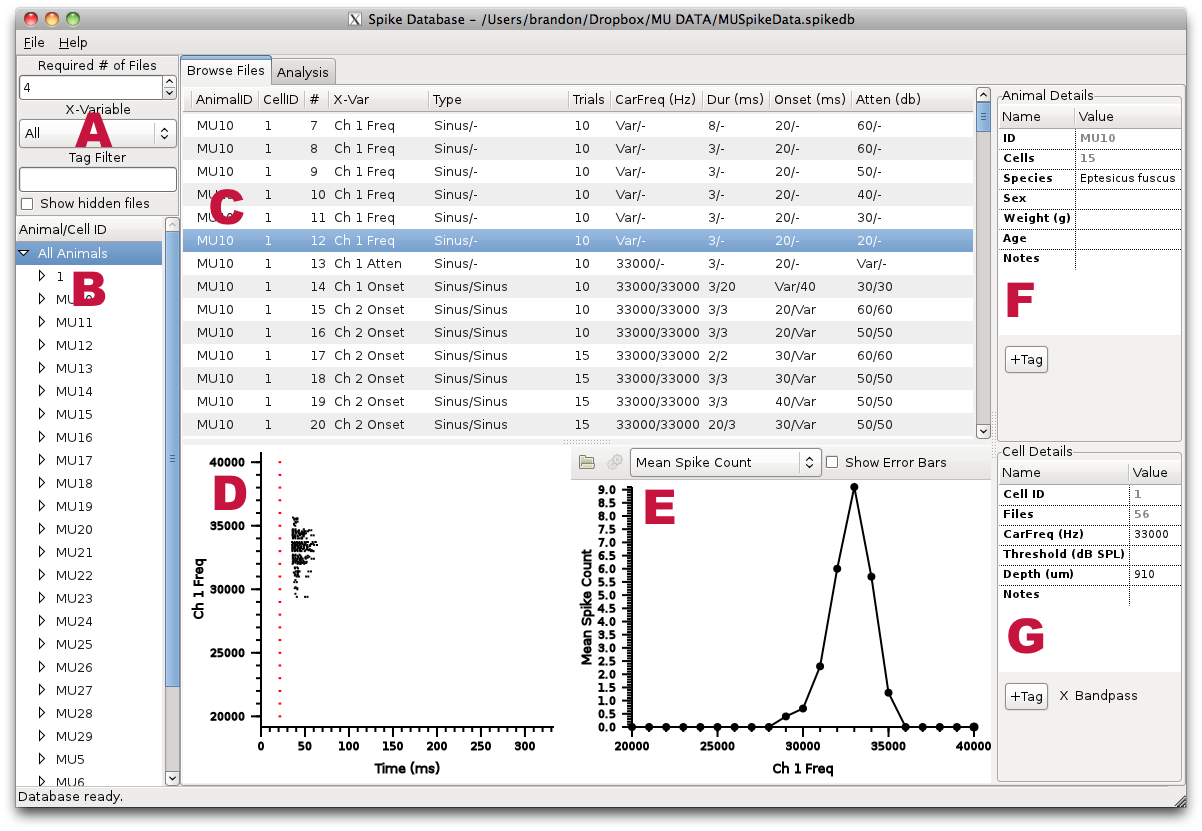 Spike Database – /Users/brandon/Dropbox/MU DATA/MUSpikeData.spikedb
File Help
Required # of Files
4
X-Variable
All
A
Tag Filter
Show hidden files
Animal/Cell ID
All Animals
1
B
MU11
MU12
MU13
MU14
MU15
MU16
MU17
MU18
MU19
MU20
MU21
MU22
MU23
MU24
MU25
MU26
MU27
MU28
MU29
MU5
MU6
Database ready.
Browse Files Analysis
AnimalID CellID # X-Var Type Trials CarFreq (Hz) Dur (ms) Onset (ms) Atten (db)
MU10 1 7 Ch 1 Freq Sinus/- 10 Var/- 8/- 20/- 60/-
MU10 1 8 Ch 1 Freq Sinus/- 10 Var/- 3/- 20/- 60/-
MU10 1 9 Ch 1 Freq Sinus/- 10 Var/- 3/- 20/- 50/-
MU10 1 10 Ch 1 Freq Sinus/- 10 Var/- 3/- 20/- 40/-
C
MU10 1 11 Ch 1 Freq Sinus/- 10 Var/- 3/- 20/- 30/-
MU10 1 12 Ch 1 Freq Sinus/- 10 Var/- 3/- 20/- 20/-
MU10 1 13 Ch 1 Atten Sinus/- 10 33000/- 3/- 20/- Var/-
MU10 1 14 Ch 1 Onset Sinus/Sinus 10 33000/33000 3/20 Var/40 30/30
MU10 1 15 Ch 2 Onset Sinus/Sinus 10 33000/33000 3/3 20/Var 60/60
MU10 1 16 Ch 2 Onset Sinus/Sinus 10 33000/33000 3/3 20/Var 50/50
MU10 1 17 Ch 2 Onset Sinus/Sinus 15 33000/33000 2/2 30/Var 60/60
MU10 1 18 Ch 2 Onset Sinus/Sinus 15 33000/33000 3/3 30/Var 50/50
MU10 1 19 Ch 2 Onset Sinus/Sinus 15 33000/33000 3/3 40/Var 50/50
MU10 1 20 Ch 2 Onset Sinus/Sinus 15 33000/33000 20/3 30/Var 50/50
D
40000
35000
30000
25000
20000
Ch 1 Freq
0 50 100 150 200 250 300
Time (ms)
Mean Spike Count Show Error Bars
E
9.0
8.5
8.0
7.5
7.0
6.5
6.0
5.5
5.0
4.5
4.0
3.5
3.0
2.5
2.0
1.5
1.0
0.5
0.0
Mean Spike Count
20000 25000 30000 35000 40000
Ch 1 Freq
Animal Details
Name Value
ID MU10
Cells 15
Species Eptesicus fuscus
Sex
Weight (g)
Age
Notes
F
+Tag
Cell Details
Name Value
Cell ID 1
Files 56
CarFreq (Hz) 33000
Threshold (dB SPL)
Depth (um) 910
Notes
G
+Tag X Bandpass